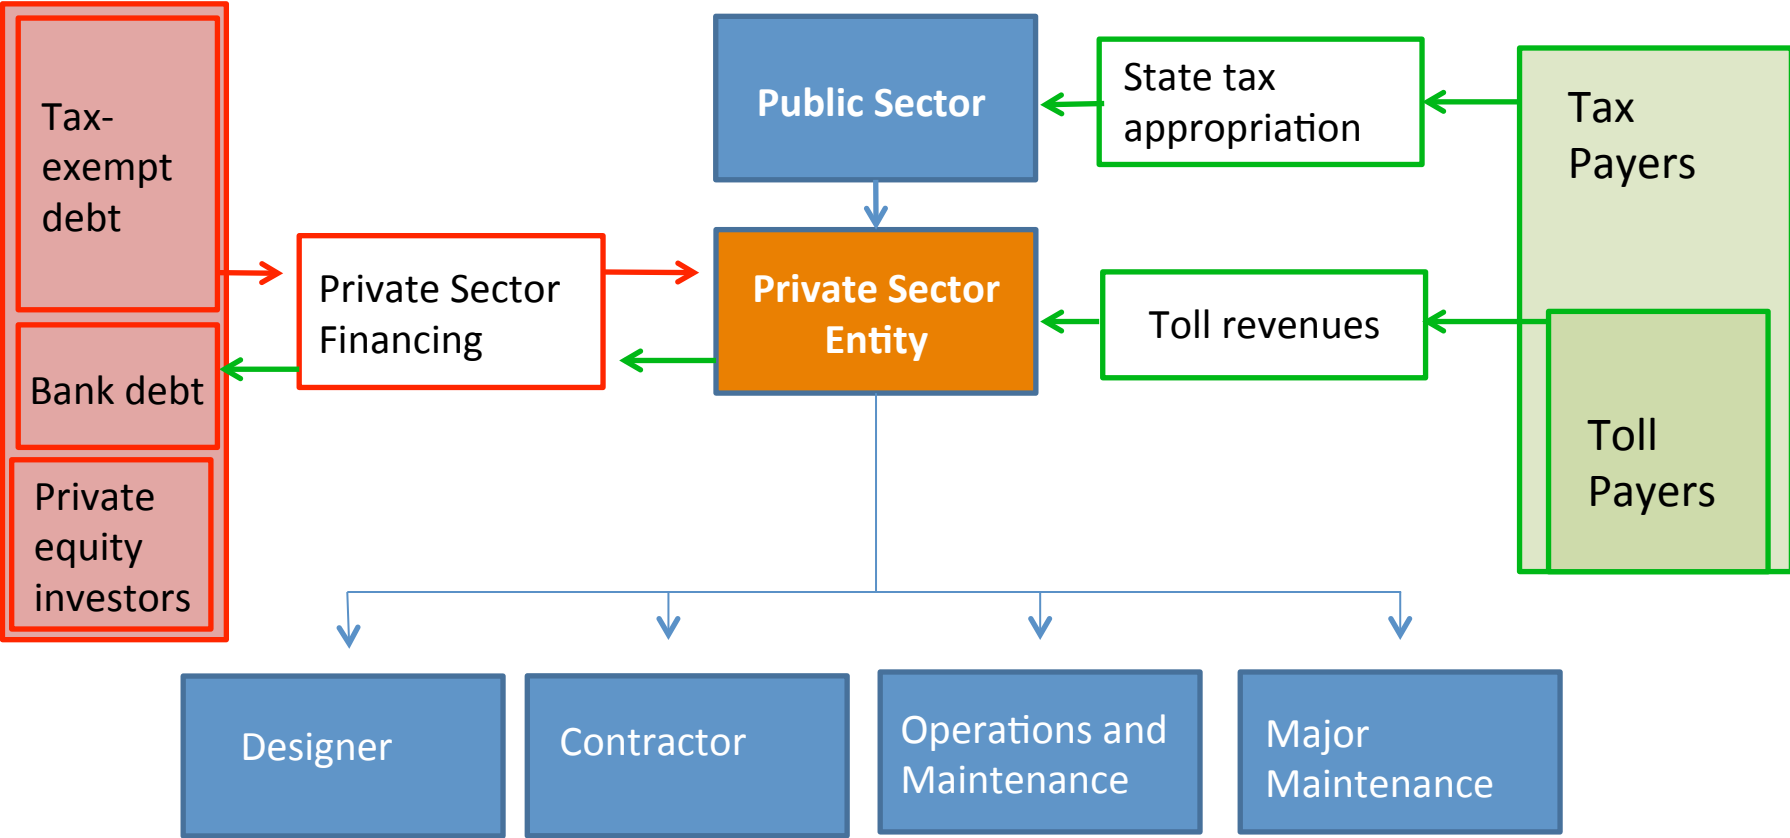 Tax-
exempt
debt
Bank debt
Private
equity
investors
Private Sector
Financing
Public Sector
Private Sector
Entity
State tax
appropriation
Toll revenues
Tax
Payers
Toll
Payers
Designer
Contractor
Operations and
Maintenance
Major
Maintenance